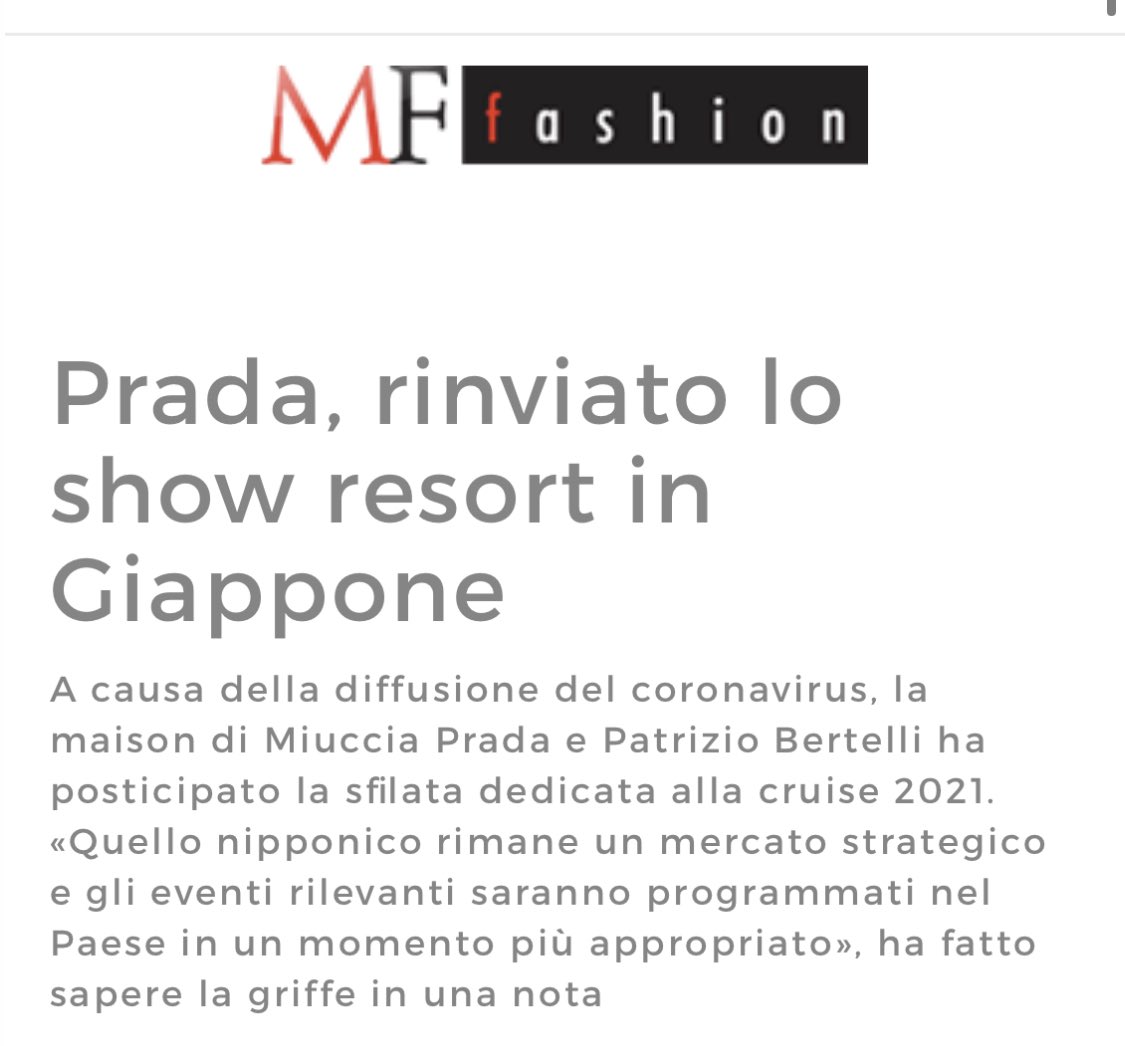 MF fashion
Prada, rinviato lo
show resort in
Giappone
A causa della diffusione del coronavirus, la
maison di Miuccia Prada e Patrizio Bertelli ha
posticipato la sfilata dedicata alla cruise 2021.
«Quello nipponico rimane un mercato strategico
e gli eventi rilevanti saranno programmati nel
Paese in un momento più appropriato», ha fatto
sapere la griffe in una nota